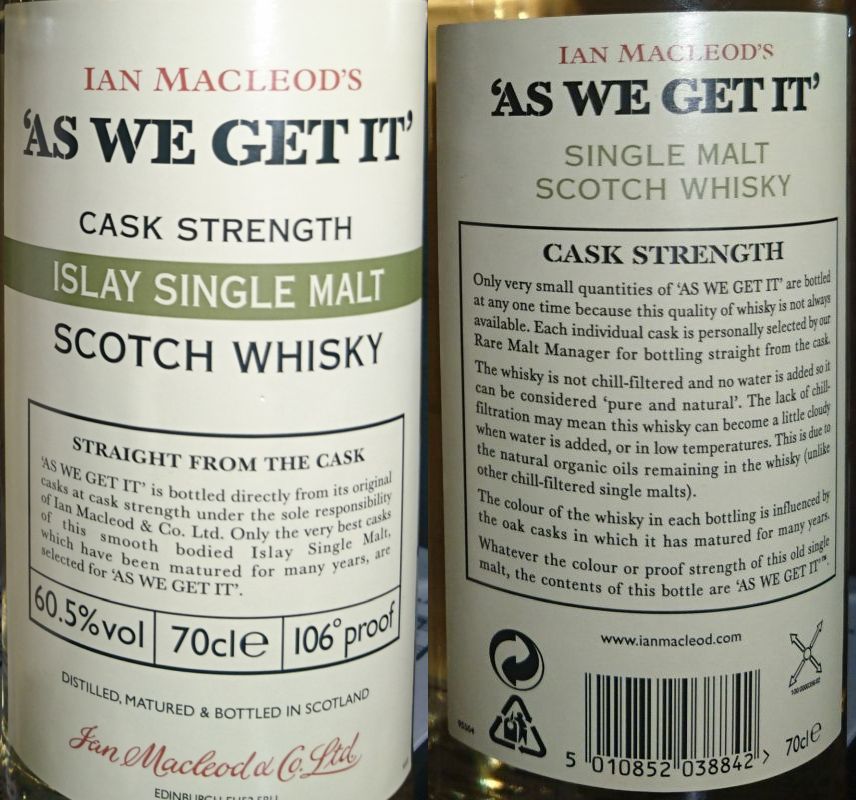 IAN MACLEOD'S
'AS WE GET IT'
CASK STRENGTH
ISLAY SINGLE MALT
SCOTCH WHISKY
STRAIGHT FROM THE CASK
'AS WE GET IT' is bottled directly from its original
casks at cask strength under the sole responsibility
of Ian Macleod & Co. Ltd. Only the very best casks
of this smooth bodied Islay Single Malt,
which have been matured for many years, are
selected for 'AS WE GET IT'.
60.5%vol 70cle 106° proof
DISTILLED, MATURED & BOTTLED IN SCOTLAND
Ian Macleod & Co. Ltd
EDINBURGH
IAN MACLEOD'S
'AS WE GET IT'
SINGLE MALT
SCOTCH WHISKY
CASK STRENGTH
Only very small quantities of 'AS WE GET IT' are bottled
at any one time because this quality of whisky is not always
available. Each individual cask is personally selected by our
Rare Malt Manager for bottling straight from the cask.
The whisky is not chill-filtered and no water is added so it
can be considered 'pure and natural'. The lack of chill-
filtration may mean this whisky can become a little cloudy
when water is added, or in low temperatures. This is due to
the natural organic oils remaining in the whisky (unlike
other chill-filtered single malts).
The colour of the whisky in each bottling is influenced by
the oak casks in which it has matured for many years.
Whatever the colour or proof strength of this old single
malt, the contents of this bottle are 'AS WE GET IT'™.
www.ianmacleod.com
5 010852 038842 >
70cl e